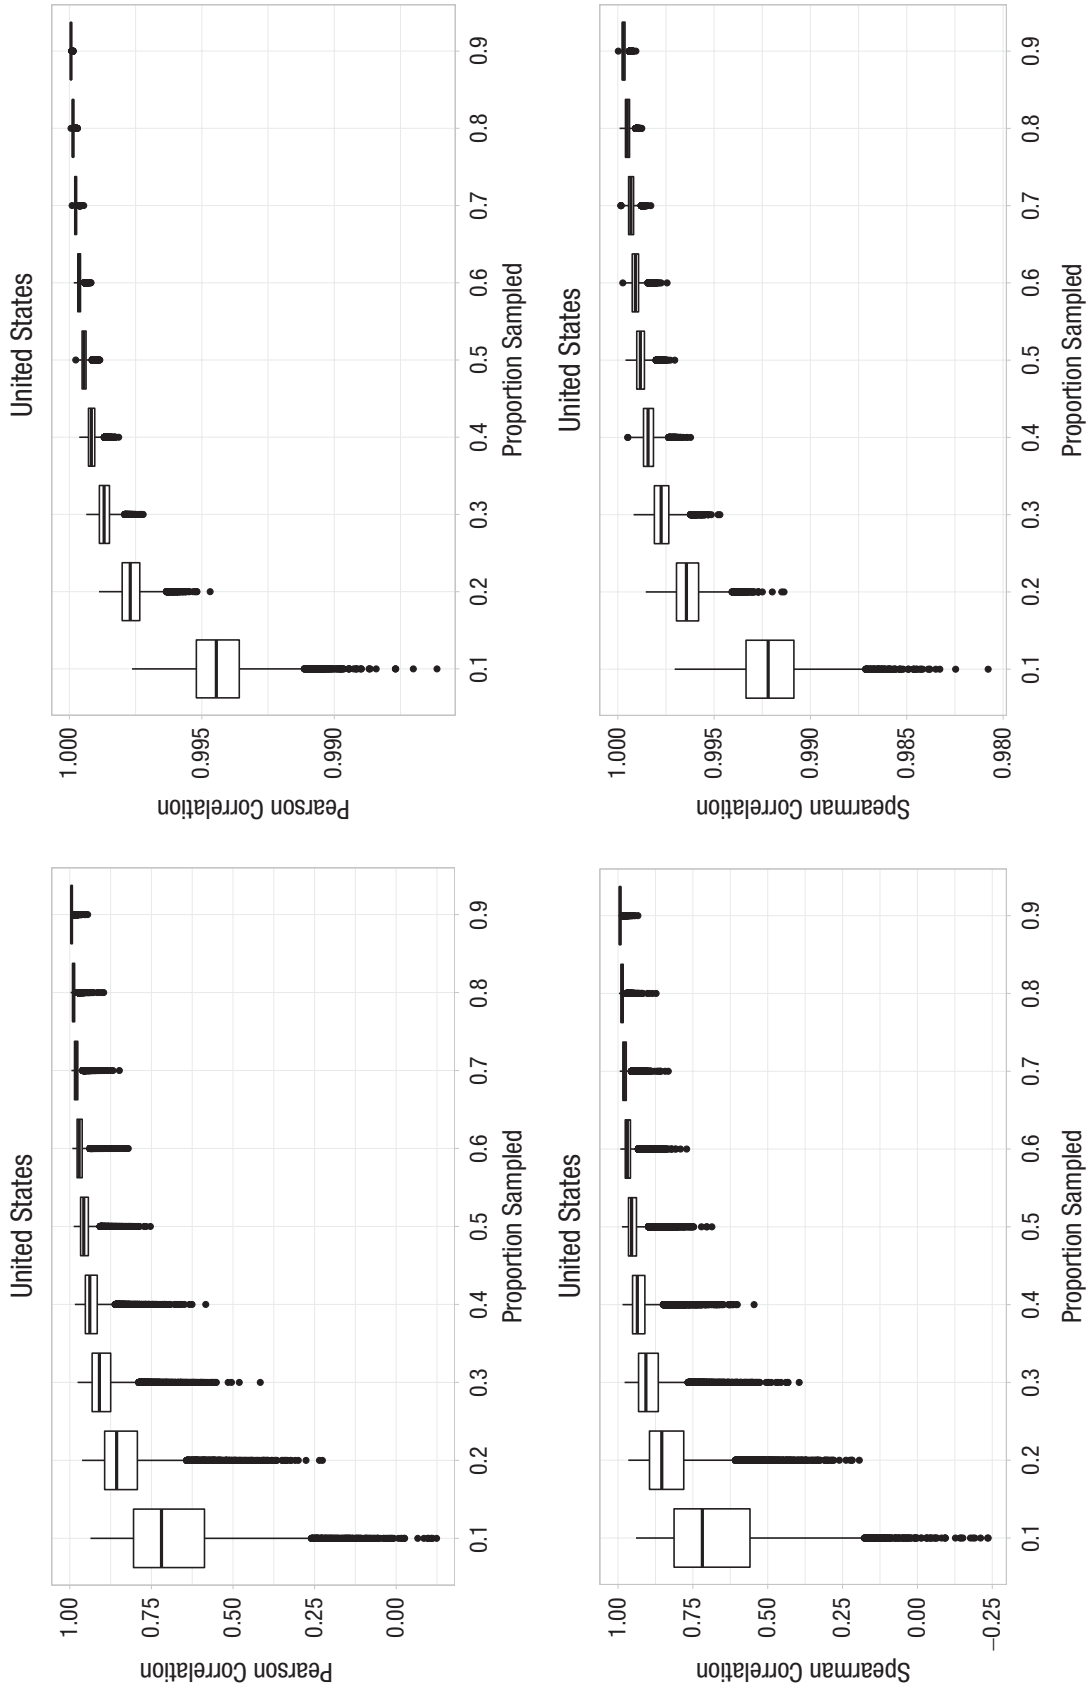 United States
Pearson Correlation
1.00
0.75
0.50
0.25
0.00
0.1 0.2 0.3 0.4 0.5 0.6 0.7 0.8 0.9
Proportion Sampled
United States
Pearson Correlation
1.000
0.995
0.990
0.1 0.2 0.3 0.4 0.5 0.6 0.7 0.8 0.9
Proportion Sampled
United States
Spearman Correlation
1.00
0.75
0.50
0.25
0.00
−0.25
0.1 0.2 0.3 0.4 0.5 0.6 0.7 0.8 0.9
Proportion Sampled
United States
Spearman Correlation
1.000
0.995
0.990
0.985
0.980
0.1 0.2 0.3 0.4 0.5 0.6 0.7 0.8 0.9
Proportion Sampled